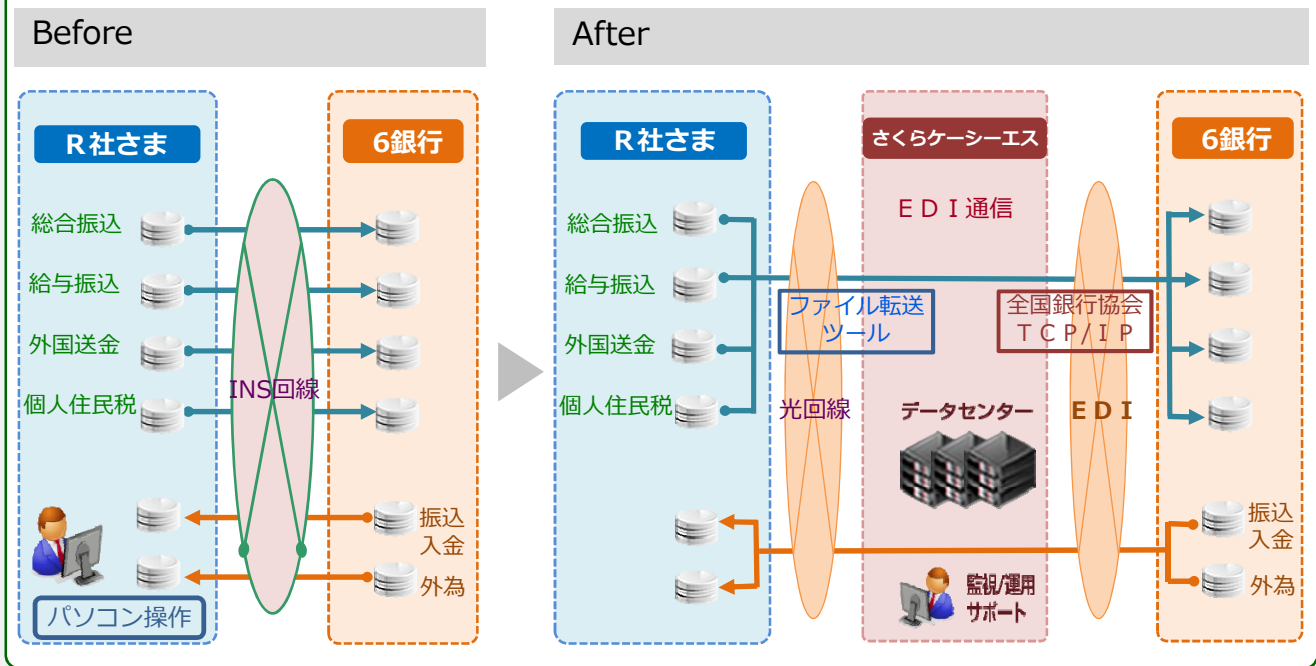 Before
R社さま
6銀行
総合振込
給与振込
外国送金
個人住民税
INS回線
振込
入金
外為
パソコン操作
After
R社さま
さくらケーシーエス
6銀行
ＥＤＩ通信
総合振込
給与振込
外国送金
個人住民税
ファイル転送
ツール
全国銀行協会
ＴＣＰ/ＩＰ
光回線
データセンター
ＥＤＩ
振込
入金
外為
監視/運用
サポート